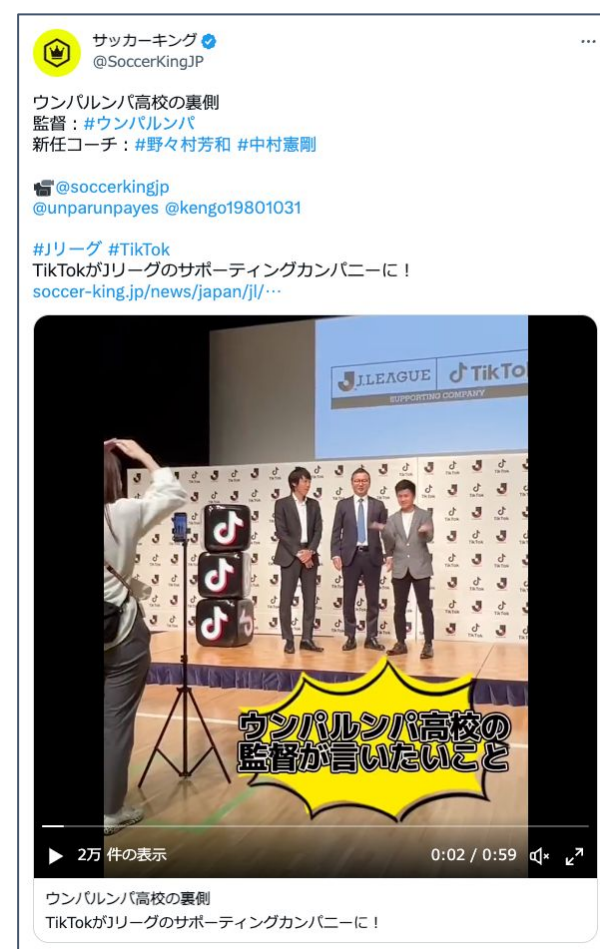 サッカーキング
@SoccerKingJP
ウンパルンパ高校の裏側
監督：#ウンパルンパ
新任コーチ：#野々村芳和 #中村憲剛
@soccerkingjp
@unparunpayes @kengo19801031
#Jリーグ #TikTok
TikTokがJリーグのサポーティングカンパニーに！
soccer-king.jp/news/japan/jl/…
J.LEAGUE TikTo
SUPPORTING COMPANY
ウンパルンパ高校の
監督が言いたいこと
2万 件の表示
0:02 / 0:59
ウンパルンパ高校の裏側
TikTokがJリーグのサポーティングカンパニーに！